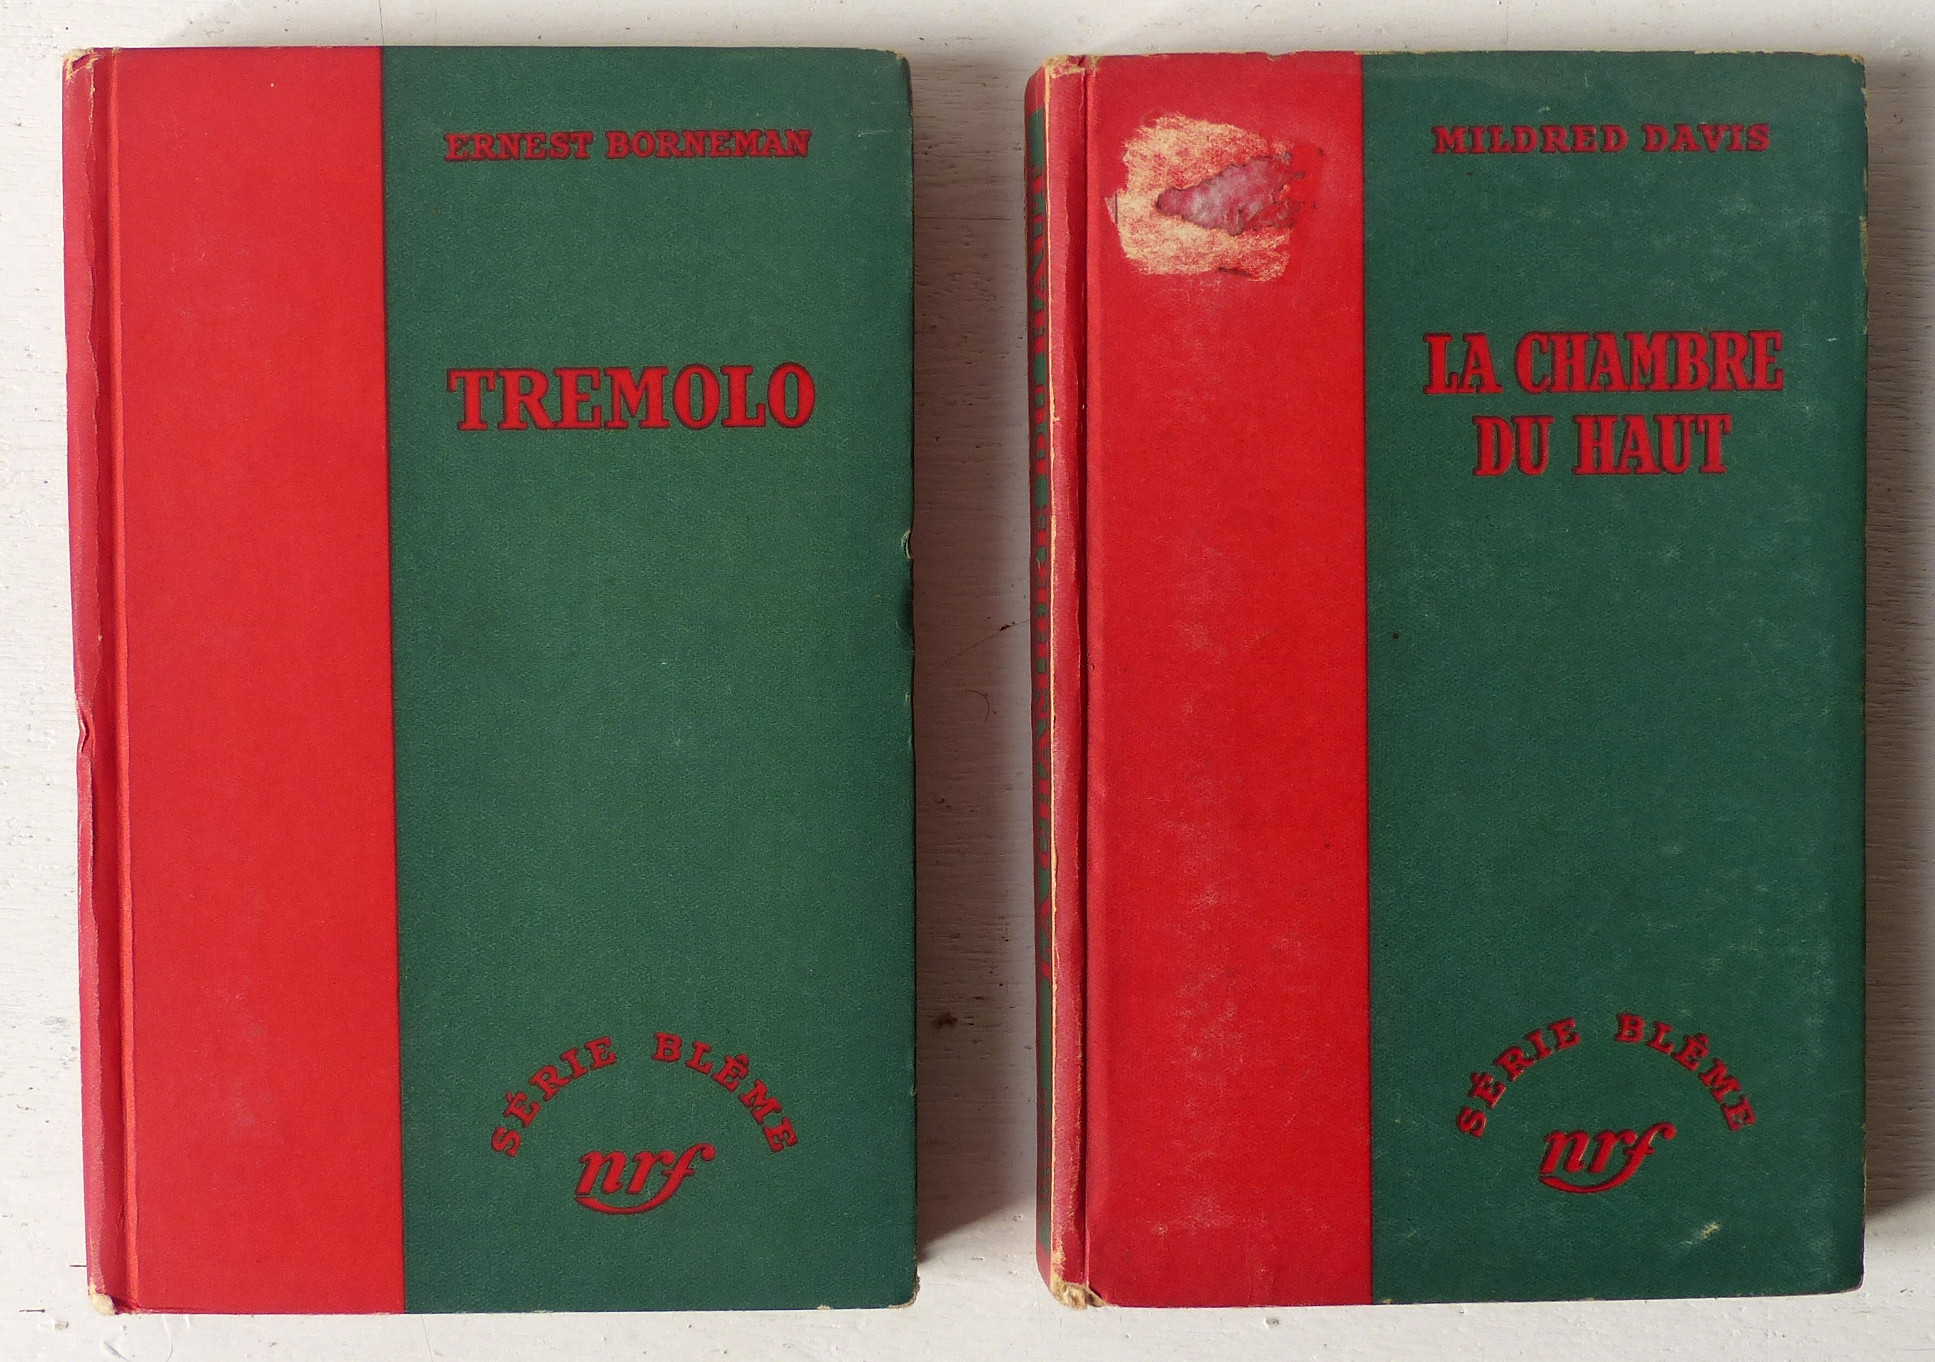 ERNEST BORNEMAN
TREMOLO
SÉRIE BLÊME
nrf
MILDRED DAVIS
LA CHAMBRE
DU HAUT
SÉRIE BLÊME
nrf